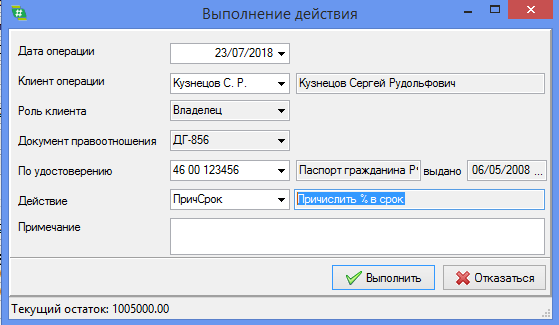 Выполнение действия
Дата операции 23/07/2018
Клиент операции Кузнецов С. Р. Кузнецов Сергей Рудольфович
Роль клиента Владелец
Документ правоотношения ДГ-856
По удостоверению 46 00 123456 Паспорт гражданина Р выдано 06/05/2008 ...
Действие ПричСрок Причислить % в срок
Примечание
Выполнить Отказаться
Текущий остаток: 1005000.00